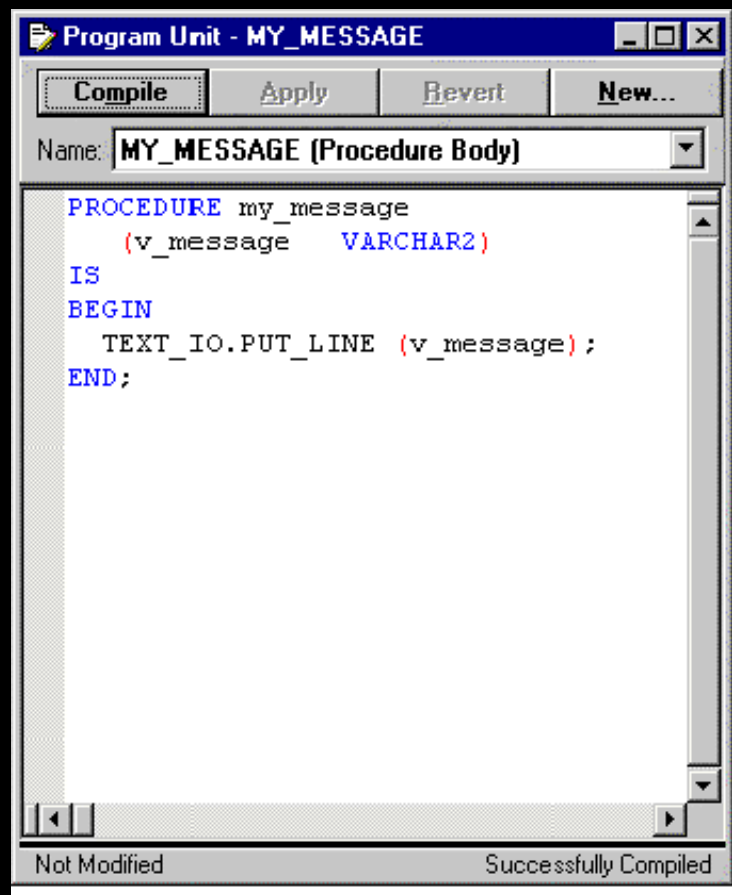 Program Unit - MY_MESSAGE
Compile Apply Revert New...
Name: MY_MESSAGE (Procedure Body)
PROCEDURE my_message
(v_message VARCHAR2)
IS
BEGIN
TEXT_IO.PUT_LINE (v_message);
END;
Not Modified Successfully Compiled